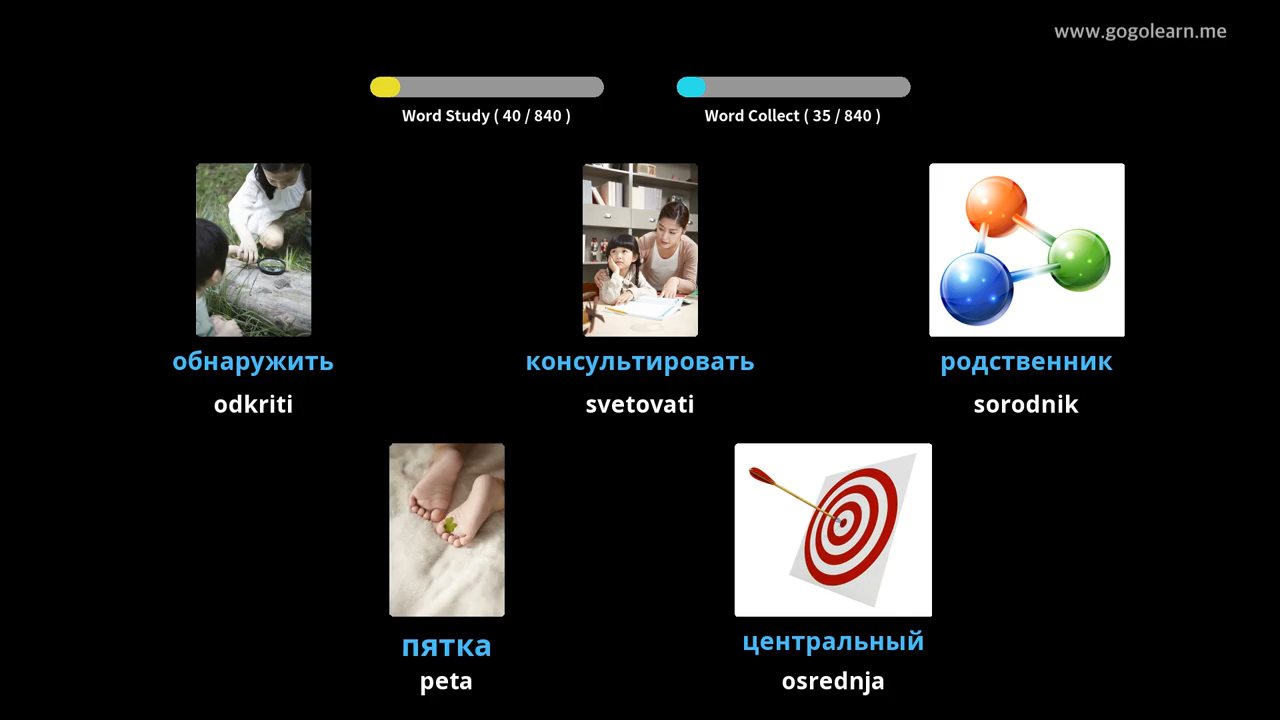 www.gogolearn.me
Word Study ( 40 / 840 )
Word Collect ( 35 / 840 )
обнаружить
odkriti
консультировать
svetovati
родственник
sorodnik
пятка
peta
центральный
osrednja